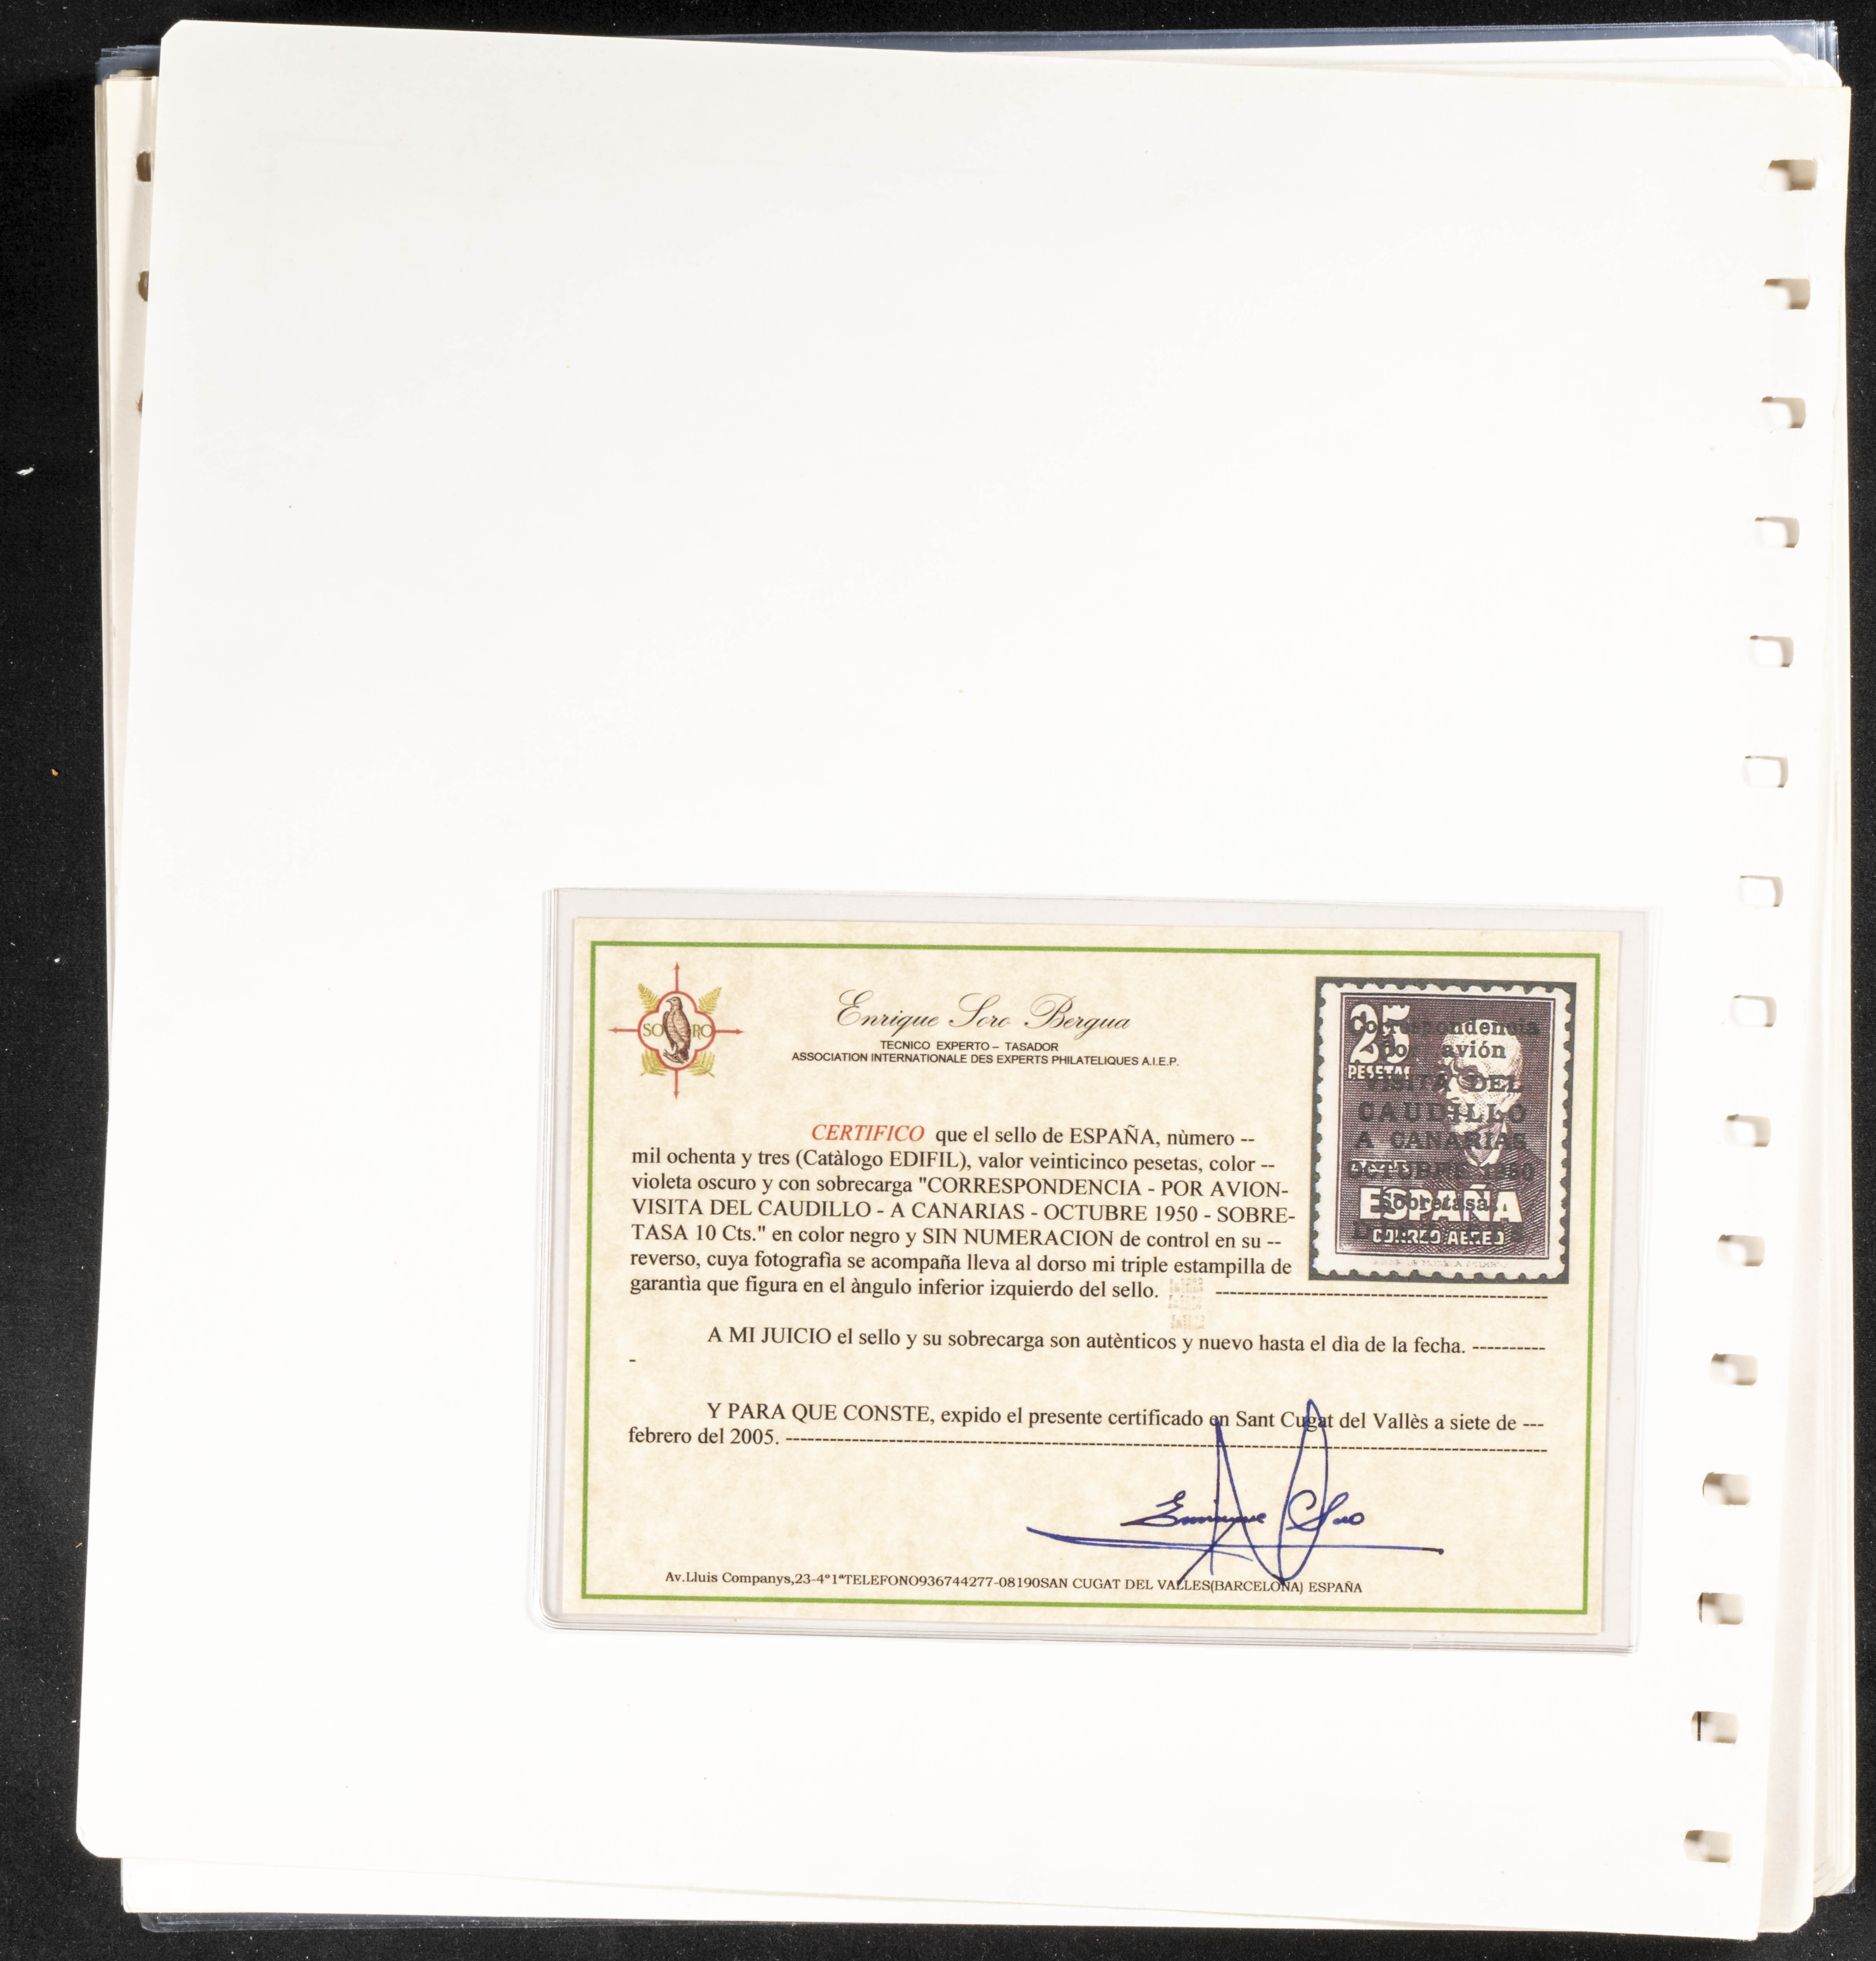 SO RO
Enrique Soro Bergua
TECNICO EXPERTO – TASADOR
ASSOCIATION INTERNATIONALE DES EXPERTS PHILATELIQUES A.I.E.P.
25
PESETAS
Correspondencia
por avión
VISITA DEL
CAUDILLO
A CANARIAS
OCTUBRE 1950
Sobretasa:
ESPAÑA
CORREO AEREO
CERTIFICO que el sello de ESPAÑA, nùmero --
mil ochenta y tres (Catàlogo EDIFIL), valor veinticinco pesetas, color --
violeta oscuro y con sobrecarga "CORRESPONDENCIA - POR AVION-
VISITA DEL CAUDILLO - A CANARIAS - OCTUBRE 1950 - SOBRE-
TASA 10 Cts." en color negro y SIN NUMERACION de control en su --
reverso, cuya fotografìa se acompaña lleva al dorso mi triple estampilla de
garantìa que figura en el àngulo inferior izquierdo del sello. ---------------------------------------------
A MI JUICIO el sello y su sobrecarga son autènticos y nuevo hasta el dìa de la fecha. ----------
-
Y PARA QUE CONSTE, expido el presente certificado en Sant Cugat del Vallès a siete de ---
febrero del 2005. -------------------------------------------------------------------------------------------------------
Enrique Soro
Av.Lluis Companys,23-4º1ªTELEFONO936744277-08190SAN CUGAT DEL VALLES(BARCELONA) ESPAÑA